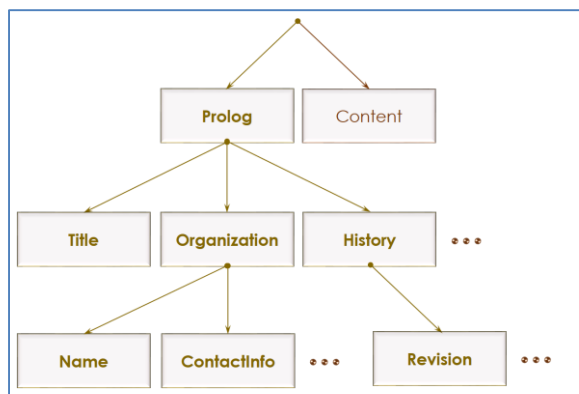 Prolog
Content
Title
Organization
History
Name
ContactInfo
Revision